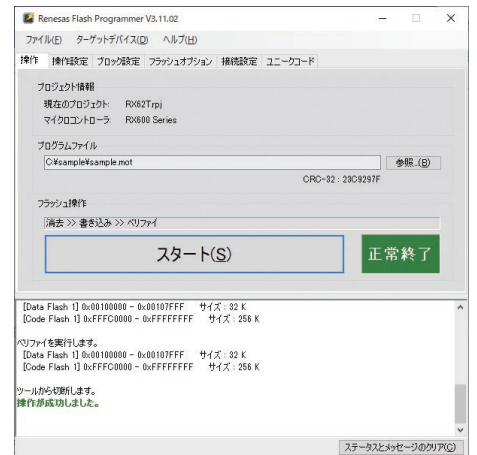 Renesas Flash Programmer V3.11.02
ファイル(F) ターゲットデバイス(D) ヘルプ(H)
操作 操作設定 ブロック設定 フラッシュオプション 接続設定 ユニークコード
プロジェクト情報
現在のプロジェクト: RX62T.rpj
マイクロコントローラ: RX600 Series
プログラムファイル
C:¥sample¥sample.mot 参照...(B)
CRC-32 : 23C9297F
フラッシュ操作
消去 >> 書き込み >> ベリファイ
スタート(S) 正常終了
[Data Flash 1] 0x00100000 - 0x00107FFF サイズ : 32 K
[Code Flash 1] 0xFFFC0000 - 0xFFFFFFFF サイズ : 256 K
ベリファイを実行します。
[Data Flash 1] 0x00100000 - 0x00107FFF サイズ : 32 K
[Code Flash 1] 0xFFFC0000 - 0xFFFFFFFF サイズ : 256 K
ツールから切断します。
操作が成功しました。
ステータスとメッセージのクリア(C)